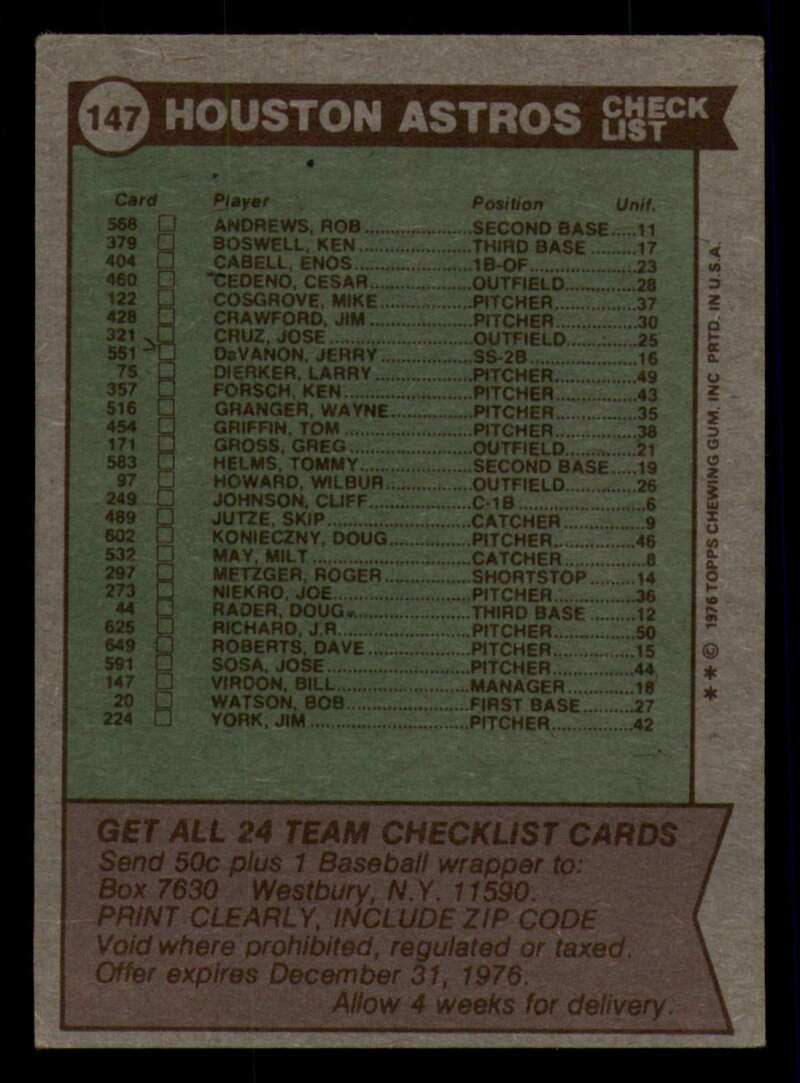 147 HOUSTON ASTROS CHECK LIST
Card Player Position Unif.
568 ANDREWS, ROB SECOND BASE 11
379 BOSWELL, KEN THIRD BASE 17
404 CABELL, ENOS 1B-OF 23
460 CEDENO, CESAR OUTFIELD 28
122 COSGROVE, MIKE PITCHER 37
428 CRAWFORD, JIM PITCHER 30
321 CRUZ, JOSE OUTFIELD 25
551 DeVANON, JERRY SS-2B 16
75 DIERKER, LARRY PITCHER 49
357 FORSCH, KEN PITCHER 43
516 GRANGER, WAYNE PITCHER 35
454 GRIFFIN, TOM PITCHER 38
171 GROSS, GREG OUTFIELD 21
583 HELMS, TOMMY SECOND BASE 19
97 HOWARD, WILBUR OUTFIELD 26
249 JOHNSON, CLIFF C-1B 6
489 JUTZE, SKIP CATCHER 9
602 KONIECZNY, DOUG PITCHER 46
532 MAY, MILT CATCHER 8
297 METZGER, ROGER SHORTSTOP 14
273 NIEKRO, JOE PITCHER 36
44 RADER, DOUG THIRD BASE 12
625 RICHARD, J.R. PITCHER 50
649 ROBERTS, DAVE PITCHER 15
591 SOSA, JOSE PITCHER 44
147 VIRDON, BILL MANAGER 18
20 WATSON, BOB FIRST BASE 27
224 YORK, JIM PITCHER 42
GET ALL 24 TEAM CHECKLIST CARDS
Send 50c plus 1 Baseball wrapper to:
Box 7630 Westbury, N.Y. 11590.
PRINT CLEARLY, INCLUDE ZIP CODE
Void where prohibited, regulated or taxed.
Offer expires December 31, 1976.
Allow 4 weeks for delivery.
** © 1976 TOPPS CHEWING GUM, INC PRTD. IN U.S.A.